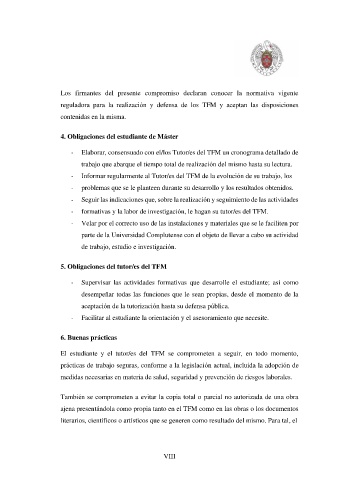 Los firmantes del presente compromiso declaran conocer la normativa vigente
reguladora para la realización y defensa de los TFM y aceptan las disposiciones
contenidas en la misma.
4. Obligaciones del estudiante de Máster
- Elaborar, consensuado con el/los Tutor/es del TFM un cronograma detallado de
trabajo que abarque el tiempo total de realización del mismo hasta su lectura.
- Informar regularmente al Tutor/es del TFM de la evolución de su trabajo, los
- problemas que se le planteen durante su desarrollo y los resultados obtenidos.
- Seguir las indicaciones que, sobre la realización y seguimiento de las actividades
- formativas y la labor de investigación, le hagan su tutor/es del TFM.
- Velar por el correcto uso de las instalaciones y materiales que se le faciliten por
parte de la Universidad Complutense con el objeto de llevar a cabo su actividad
de trabajo, estudio e investigación.
5. Obligaciones del tutor/es del TFM
- Supervisar las actividades formativas que desarrolle el estudiante; así como
desempeñar todas las funciones que le sean propias, desde el momento de la
aceptación de la tutorización hasta su defensa pública.
- Facilitar al estudiante la orientación y el asesoramiento que necesite.
6. Buenas prácticas
El estudiante y el tutor/es del TFM se comprometen a seguir, en todo momento,
prácticas de trabajo seguras, conforme a la legislación actual, incluida la adopción de
medidas necesarias en materia de salud, seguridad y prevención de riesgos laborales.
También se comprometen a evitar la copia total o parcial no autorizada de una obra
ajena presentándola como propia tanto en el TFM como en las obras o los documentos
literarios, científicos o artísticos que se generen como resultado del mismo. Para tal, el
VIII